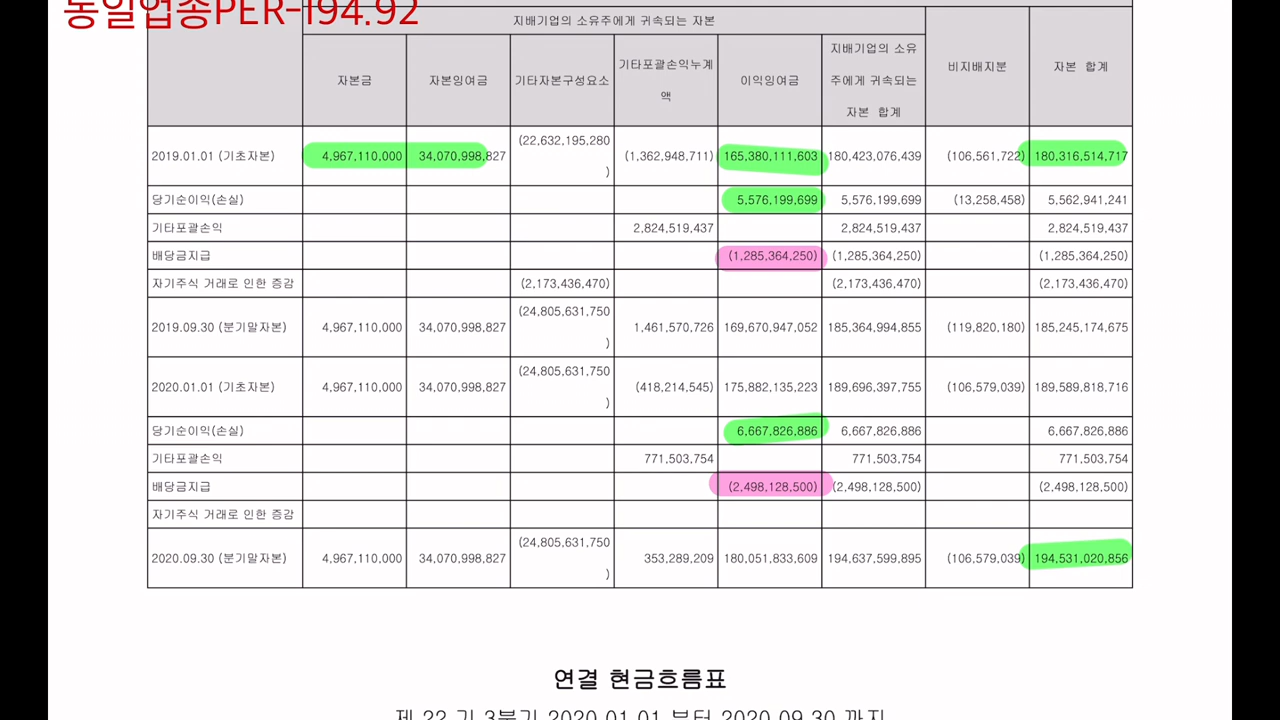 동일업종PER-194.92
지배기업의 소유주에게 귀속되는 자본
자본금 자본잉여금 기타자본구성요소 기타포괄손익누계액 이익잉여금 지배기업의 소유주에게 귀속되는 자본 합계 비지배지분 자본 합계
2019.01.01 (기초자본) 4,967,110,000 34,070,998,827 (22,632,195,280) (1,362,948,711) 165,380,111,603 180,423,076,439 (106,561,722) 180,316,514,717
당기순이익(손실) 5,576,199,699 5,576,199,699 (13,258,458) 5,562,941,241
기타포괄손익 2,824,519,437 2,824,519,437 2,824,519,437
배당금지급 (1,285,364,250) (1,285,364,250) (1,285,364,250)
자기주식 거래로 인한 증감 (2,173,436,470) (2,173,436,470) (2,173,436,470)
2019.09.30 (분기말자본) 4,967,110,000 34,070,998,827 (24,805,631,750) 1,461,570,726 169,670,947,052 185,364,994,855 (119,820,180) 185,245,174,675
2020.01.01 (기초자본) 4,967,110,000 34,070,998,827 (24,805,631,750) (418,214,545) 175,882,135,223 189,696,397,755 (106,579,039) 189,589,818,716
당기순이익(손실) 6,667,826,886 6,667,826,886 6,667,826,886
기타포괄손익 771,503,754 771,503,754 771,503,754
배당금지급 (2,498,128,500) (2,498,128,500) (2,498,128,500)
자기주식 거래로 인한 증감
2020.09.30 (분기말자본) 4,967,110,000 34,070,998,827 (24,805,631,750) 353,289,209 180,051,833,609 194,637,599,895 (106,579,039) 194,531,020,856
연결 현금흐름표
제 22 기 3분기 2020.01.01 부터 2020.09.30 까지